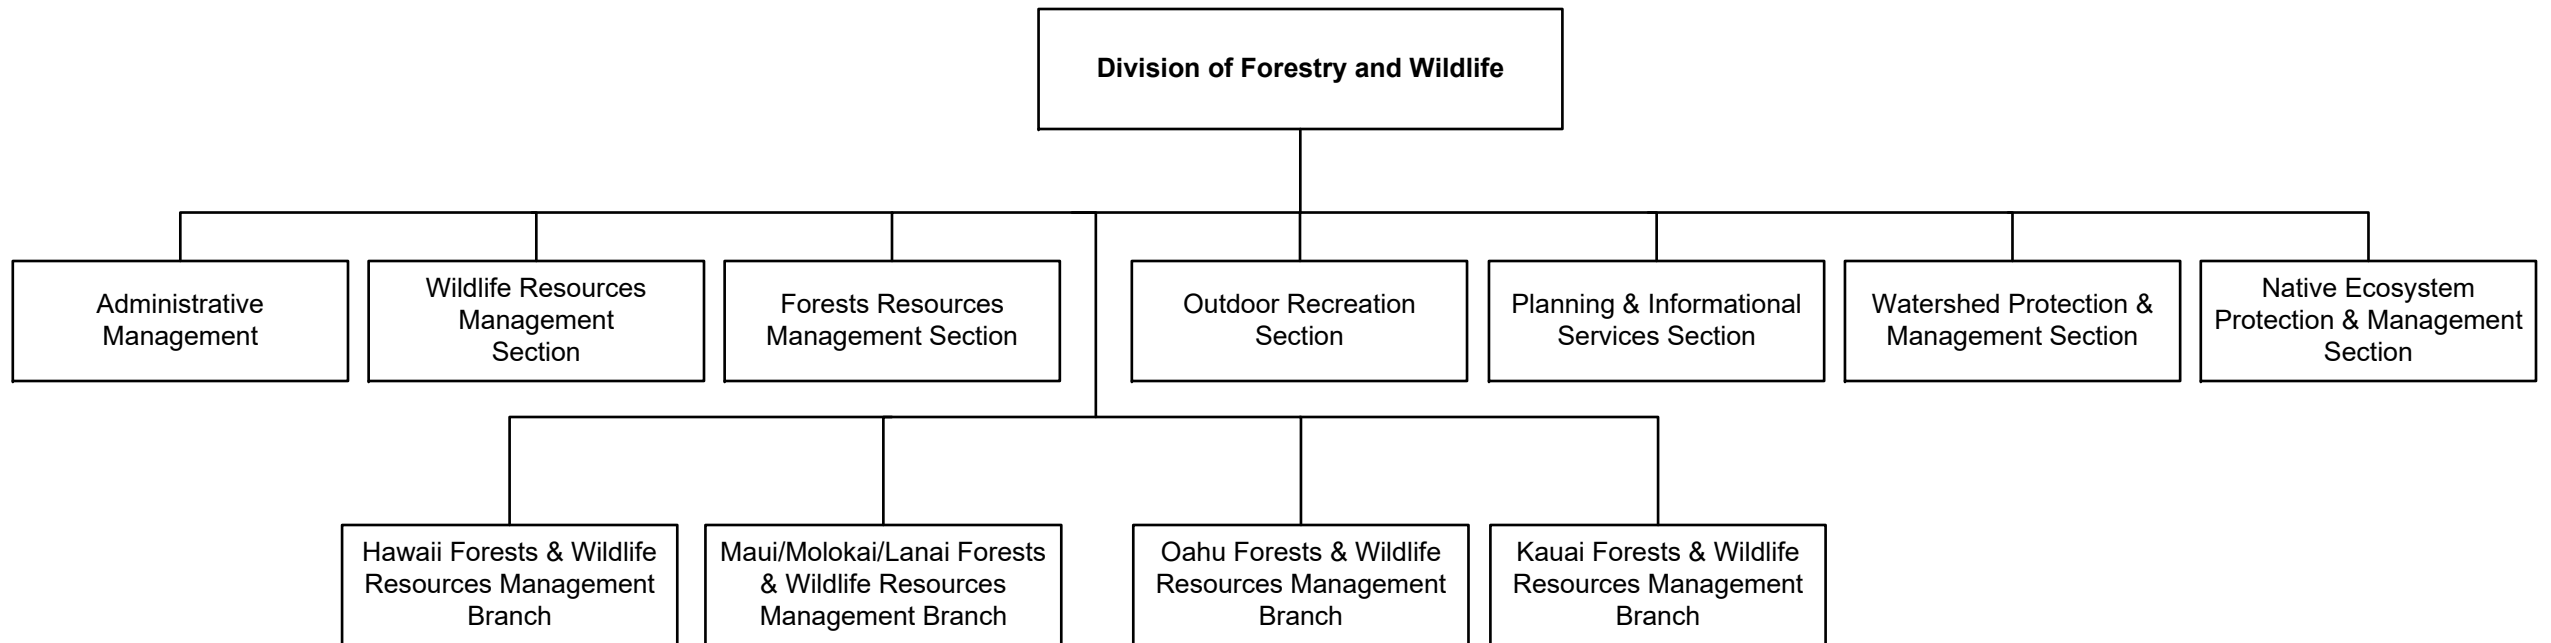 Division of Forestry and Wildlife
Administrative
Management
Wildlife Resources
Management
Section
Forests Resources
Management Section
Outdoor Recreation
Section
Planning & Informational
Services Section
Watershed Protection &
Management Section
Native Ecosystem
Protection & Management
Section
Hawaii Forests & Wildlife
Resources Management
Branch
Maui/Molokai/Lanai Forests
& Wildlife Resources
Management Branch
Oahu Forests & Wildlife
Resources Management
Branch
Kauai Forests & Wildlife
Resources Management
Branch